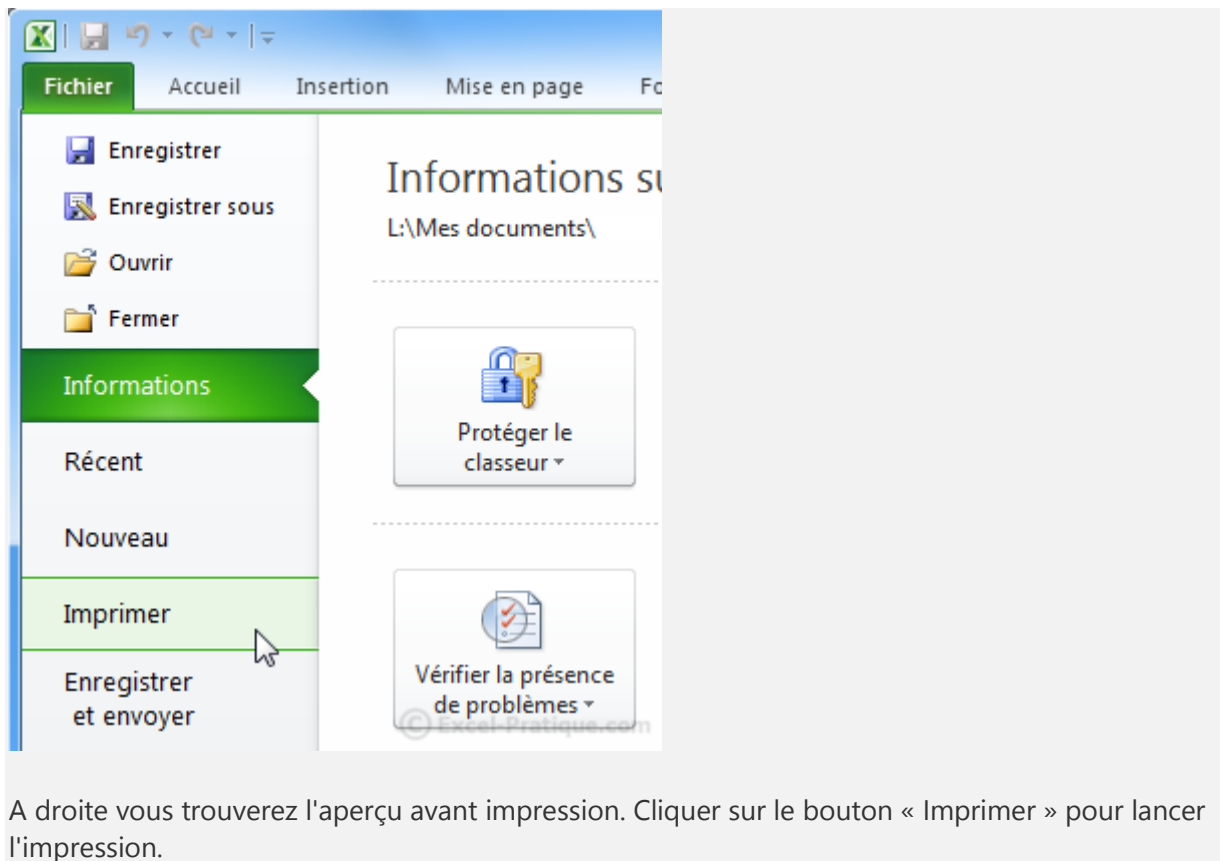 Fichier Accueil Insertion Mise en page Fo
Enregistrer
Enregistrer sous
Ouvrir
Fermer
Informations
Récent
Nouveau
Imprimer
Enregistrer
et envoyer
Informations su
L:\Mes documents\
Protéger le
classeur
Vérifier la présence
de problèmes
© Excel-Pratique.com
A droite vous trouverez l'aperçu avant impression. Cliquer sur le bouton « Imprimer » pour lancer
l'impression.